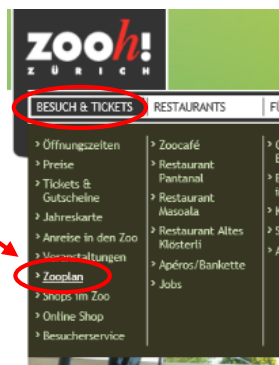 zooh!
ZÜRICH
BESUCH & TICKETS
RESTAURANTS
› Öffnungszeiten
› Preise
› Tickets &
Gutscheine
› Jahreskarte
› Anreise in den Zoo
› Veranstaltungen
› Zooplan
› Shops im Zoo
› Online Shop
› Besucherservice
› Zoocafé
› Restaurant
Pantanal
› Restaurant
Masoala
› Restaurant Altes
Klösterli
› Apéros/Bankette
› Jobs